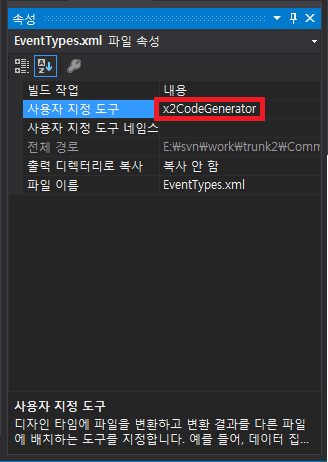 속성
EventTypes.xml 파일 속성
빌드 작업 내용
사용자 지정 도구 x2CodeGenerator
사용자 지정 도구 네임스
전체 경로 E:₩svn₩work₩trunk2₩Comm
출력 디렉터리로 복사 복사 안 함
파일 이름 EventTypes.xml
사용자 지정 도구
디자인 타임에 파일을 변환하고 변환 결과를 다른 파일
에 배치하는 도구를 지정합니다. 예를 들어, 데이터 집...